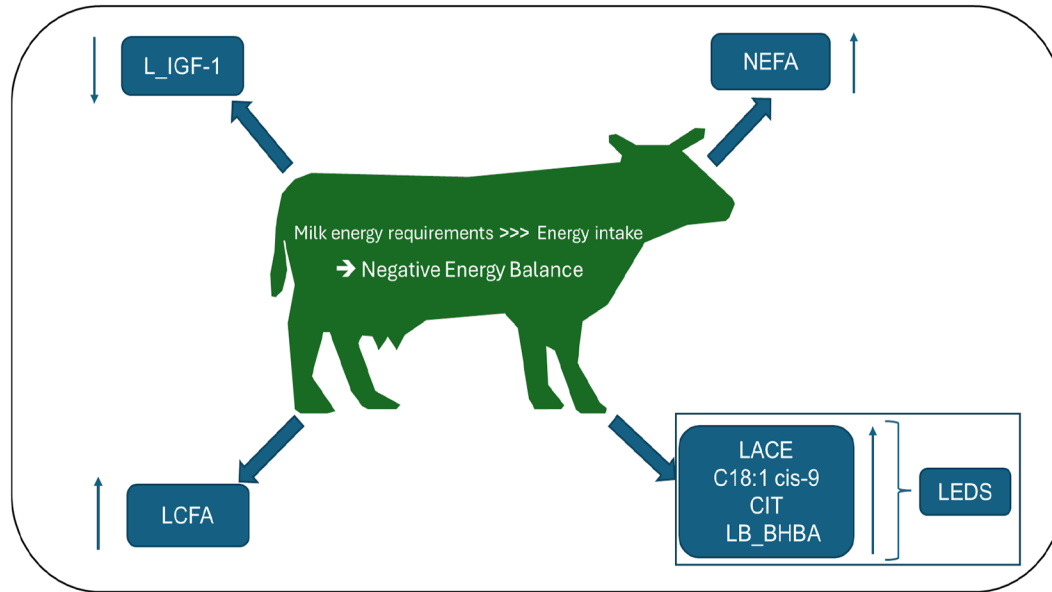 L_IGF-1
NEFA
Milk energy requirements >>> Energy intake
➔ Negative Energy Balance
LCFA
LACE
C18:1 cis-9
CIT
LB_BHBA
LEDS